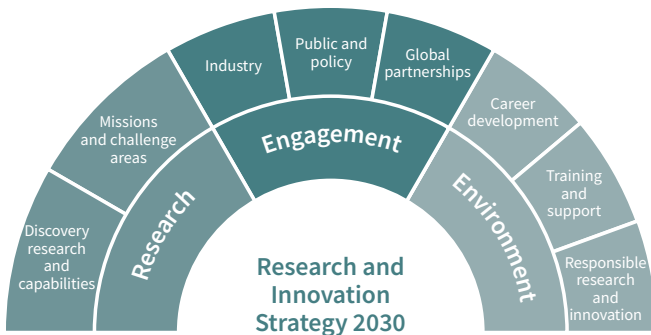 Discovery
research
and
capabilities
Missions
and challenge
areas
Industry
Public and
policy
Global
partnerships
Career
development
Training
and
support
Responsible
research
and
innovation
Research
Engagement
Environment
Research and
Innovation
Strategy 2030